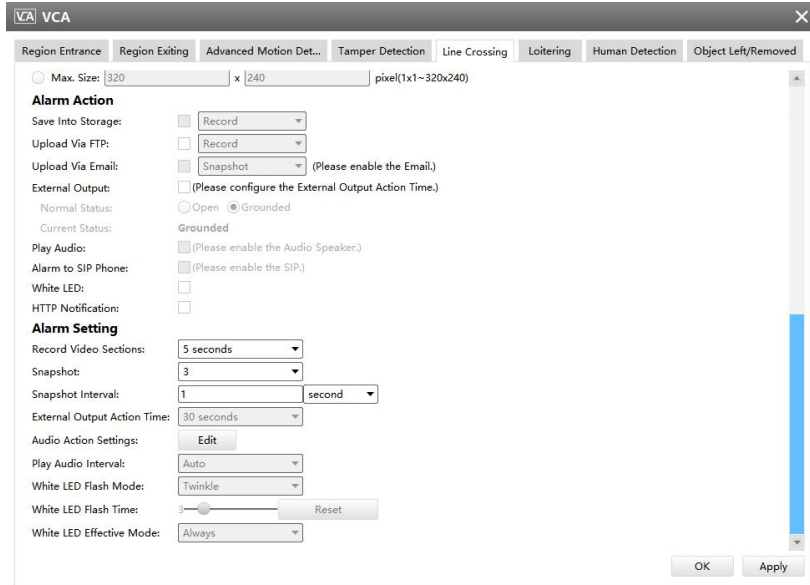 VCA VCA
Region Entrance Region Exiting Advanced Motion Det... Tamper Detection Line Crossing Loitering Human Detection Object Left/Removed
Max. Size: 320 x 240 pixel(1x1~320x240)
Alarm Action
Save Into Storage: Record
Upload Via FTP: Record
Upload Via Email: Snapshot (Please enable the Email.)
External Output: (Please configure the External Output Action Time.)
Normal Status: Open Grounded
Current Status: Grounded
Play Audio: (Please enable the Audio Speaker.)
Alarm to SIP Phone: (Please enable the SIP.)
White LED:
HTTP Notification:
Alarm Setting
Record Video Sections: 5 seconds
Snapshot: 3
Snapshot Interval: 1 second
External Output Action Time: 30 seconds
Audio Action Settings: Edit
Play Audio Interval: Auto
White LED Flash Mode: Twinkle
White LED Flash Time: 3 Reset
White LED Effective Mode: Always
OK Apply